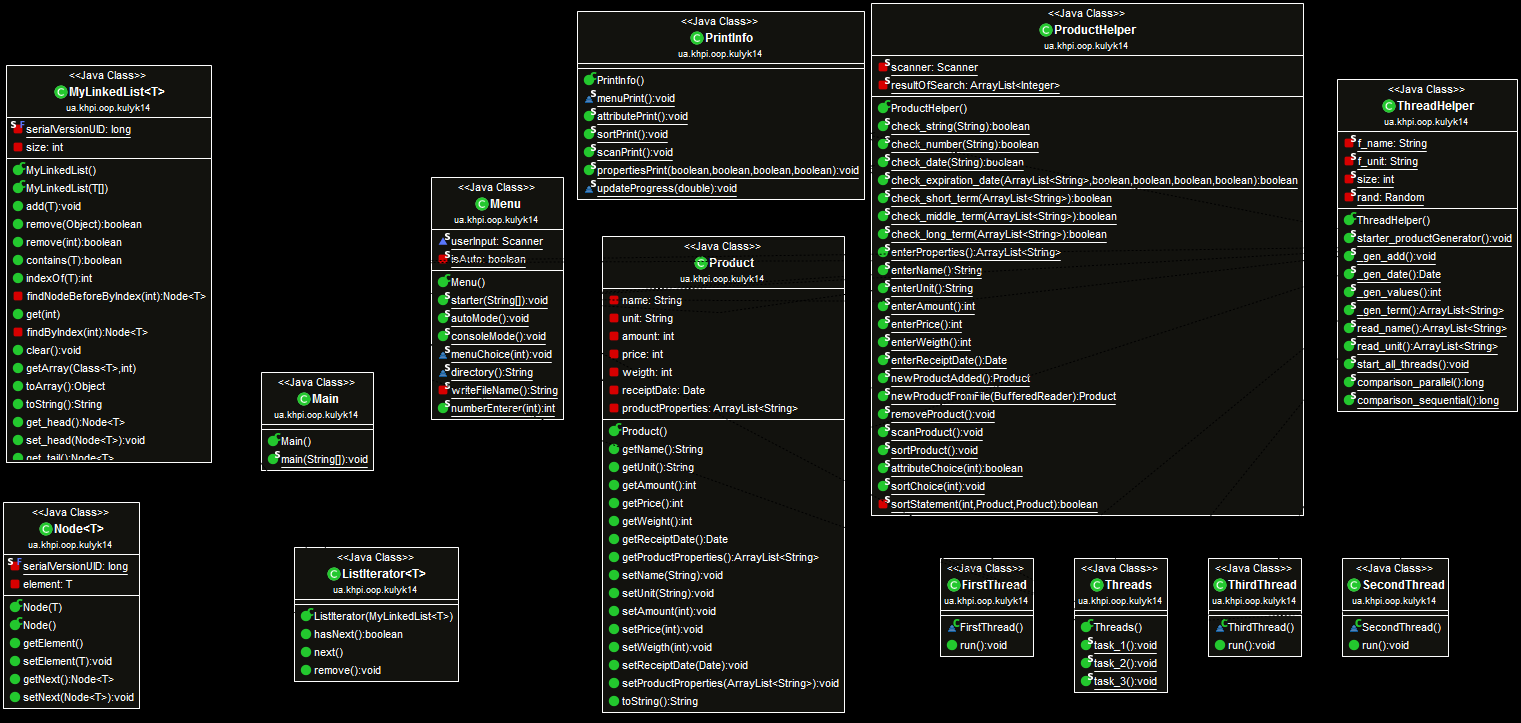 <<Java Class>>
MyLinkedList<T>
ua.khpi.oop.kulyk14
serialVersionUID: long
size: int
MyLinkedList()
MyLinkedList(T[])
add(T):void
remove(Object):boolean
remove(int):boolean
contains(T):boolean
indexOf(T):int
findNodeBeforeByIndex(int):Node<T>
get(int)
findByIndex(int):Node<T>
clear():void
getArray(Class<T>,int)
toArray():Object
toString():String
get_head():Node<T>
set_head(Node<T>):void
get_tail():Node<T>
<<Java Class>>
Node<T>
ua.khpi.oop.kulyk14
serialVersionUID: long
element: T
Node(T)
Node()
getElement()
setElement(T):void
getNext():Node<T>
setNext(Node<T>):void
<<Java Class>>
Main
ua.khpi.oop.kulyk14
Main()
main(String[]):void
<<Java Class>>
ListIterator<T>
ua.khpi.oop.kulyk14
ListIterator(MyLinkedList<T>)
hasNext():boolean
next()
remove():void
<<Java Class>>
Menu
ua.khpi.oop.kulyk14
userInput: Scanner
isAuto: boolean
Menu()
starter(String[]):void
autoMode():void
consoleMode():void
menuChoice(int):void
directory():String
writeFileName():String
numberEnterer(int):int
<<Java Class>>
PrintInfo
ua.khpi.oop.kulyk14
PrintInfo()
menuPrint():void
attributePrint():void
sortPrint():void
scanPrint():void
propertiesPrint(boolean,boolean,boolean,boolean):void
updateProgress(double):void
<<Java Class>>
Product
ua.khpi.oop.kulyk14
name: String
unit: String
amount: int
price: int
weigth: int
receiptDate: Date
productProperties: ArrayList<String>
Product()
getName():String
getUnit():String
getAmount():int
getPrice():int
getWeight():int
getReceiptDate():Date
getProductProperties():ArrayList<String>
setName(String):void
setUnit(String):void
setAmount(int):void
setPrice(int):void
setWeigth(int):void
setReceiptDate(Date):void
setProductProperties(ArrayList<String>):void
toString():String
<<Java Class>>
ProductHelper
ua.khpi.oop.kulyk14
scanner: Scanner
resultOfSearch: ArrayList<Integer>
ProductHelper()
check_string(String):boolean
check_number(String):boolean
check_date(String):boolean
check_expiration_date(ArrayList<String>,boolean,boolean,boolean,boolean):boolean
check_short_term(ArrayList<String>):boolean
check_middle_term(ArrayList<String>):boolean
check_long_term(ArrayList<String>):boolean
enterProperties():ArrayList<String>
enterName():String
enterUnit():String
enterAmount():int
enterPrice():int
enterWeigth():int
enterReceiptDate():Date
newProductAdded():Product
newProductFromFile(BufferedReader):Product
removeProduct():void
scanProduct():void
sortProduct():void
attributeChoice(int):boolean
sortChoice(int):void
sortStatement(int,Product,Product):boolean
<<Java Class>>
ThreadHelper
ua.khpi.oop.kulyk14
f_name: String
f_unit: String
size: int
rand: Random
ThreadHelper()
starter_productGenerator():void
_gen_add():void
_gen_date():Date
_gen_values():int
_gen_term():ArrayList<String>
read_name():ArrayList<String>
read_unit():ArrayList<String>
start_all_threads():void
comparison_parallel():long
comparison_sequential():long
<<Java Class>>
FirstThread
ua.khpi.oop.kulyk14
FirstThread()
run():void
<<Java Class>>
Threads
ua.khpi.oop.kulyk14
Threads()
task_1():void
task_2():void
task_3():void
<<Java Class>>
ThirdThread
ua.khpi.oop.kulyk14
ThirdThread()
run():void
<<Java Class>>
SecondThread
ua.khpi.oop.kulyk14
SecondThread()
run():void